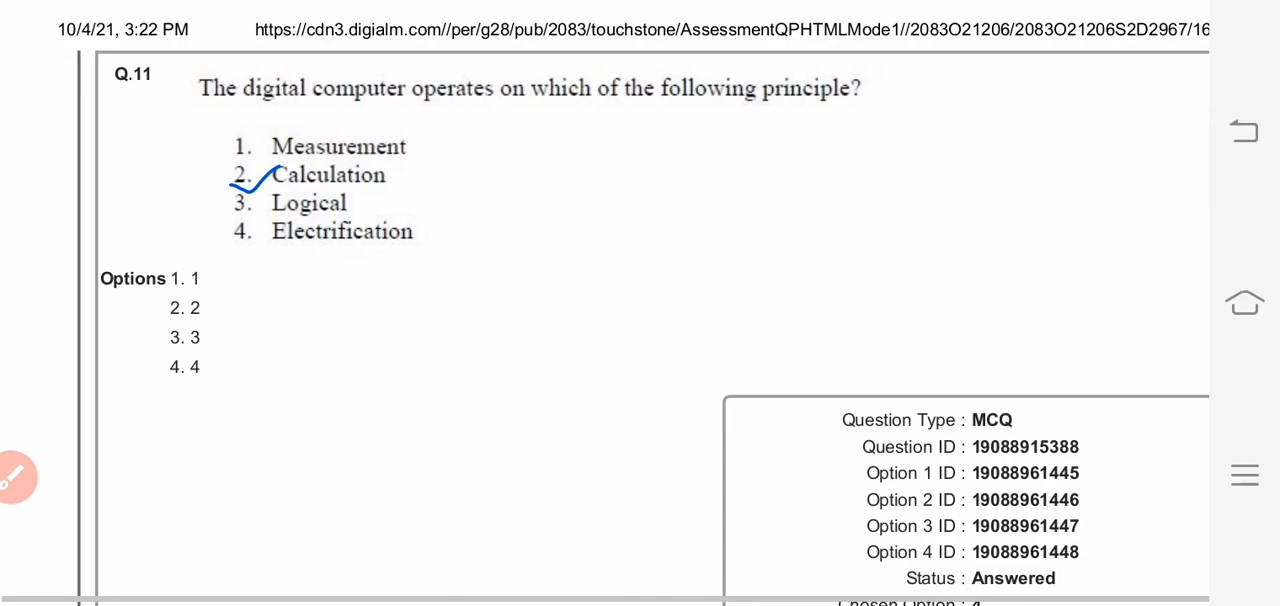 10/4/21, 3:22 PM https://cdn3.digialm.com//per/g28/pub/2083/touchstone/AssessmentQPHTMLMode1//2083O21206/2083O21206S2D2967/16
Q.11 The digital computer operates on which of the following principle?
1. Measurement
2. Calculation
3. Logical
4. Electrification
Options 1. 1
2. 2
3. 3
4. 4
Question Type : MCQ
Question ID : 19088915388
Option 1 ID : 19088961445
Option 2 ID : 19088961446
Option 3 ID : 19088961447
Option 4 ID : 19088961448
Status : Answered
Chosen Option :